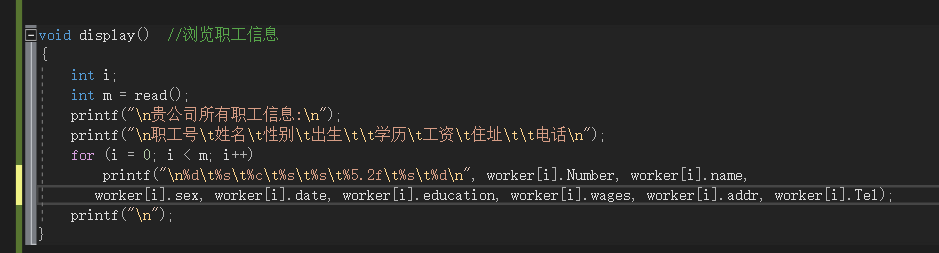 void display()  //浏览职工信息
{
int i;
int m = read();
printf("\n贵公司所有职工信息:\n");
printf("\n职工号\t姓名\t性别\t出生\t\t学历\t工资\t住址\t\t电话\n");
for (i = 0; i < m; i++)
printf("\n%d\t%s\t%c\t%s\t%s\t%5.2f\t%s\t%d\n", worker[i].Number, worker[i].name,
worker[i].sex, worker[i].date, worker[i].education, worker[i].wages, worker[i].addr, worker[i].Tel);
printf("\n");
}